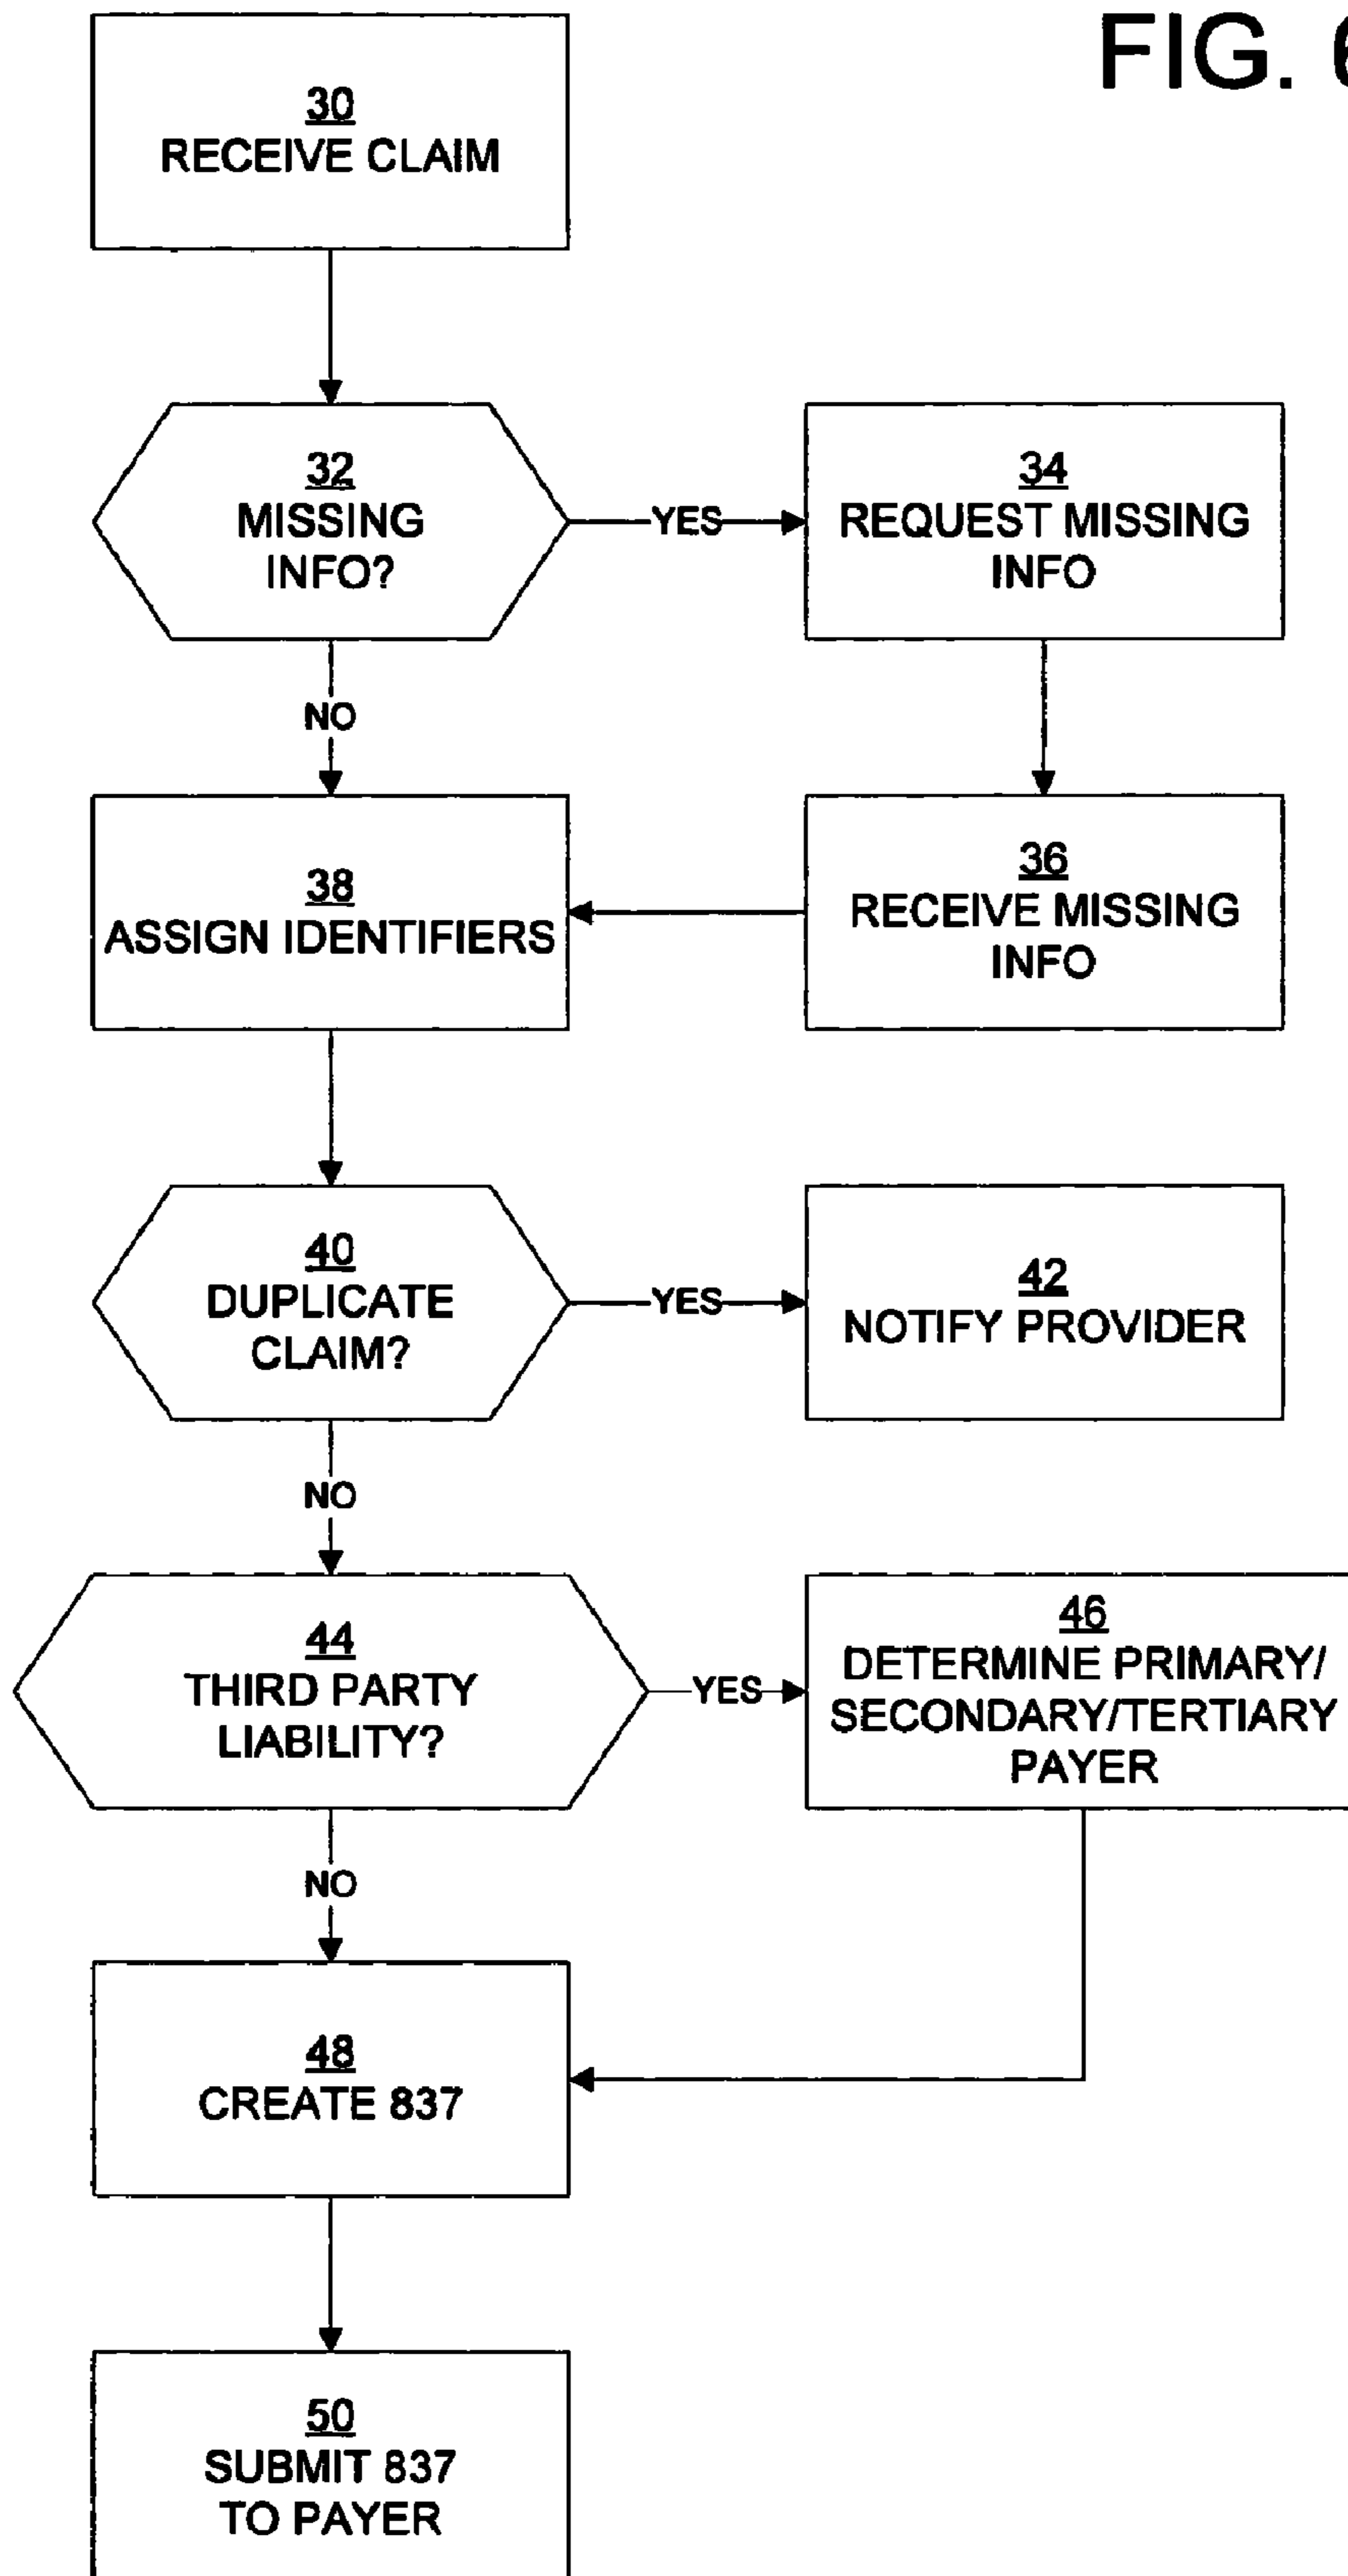 FIG. 6
30
RECEIVE CLAIM
32
MISSING
INFO?
YES
34
REQUEST MISSING
INFO
NO
36
RECEIVE MISSING
INFO
38
ASSIGN IDENTIFIERS
40
DUPLICATE
CLAIM?
YES
42
NOTIFY PROVIDER
NO
44
THIRD PARTY
LIABILITY?
YES
46
DETERMINE PRIMARY/
SECONDARY/TERTIARY
PAYER
NO
48
CREATE 837
50
SUBMIT 837
TO PAYER